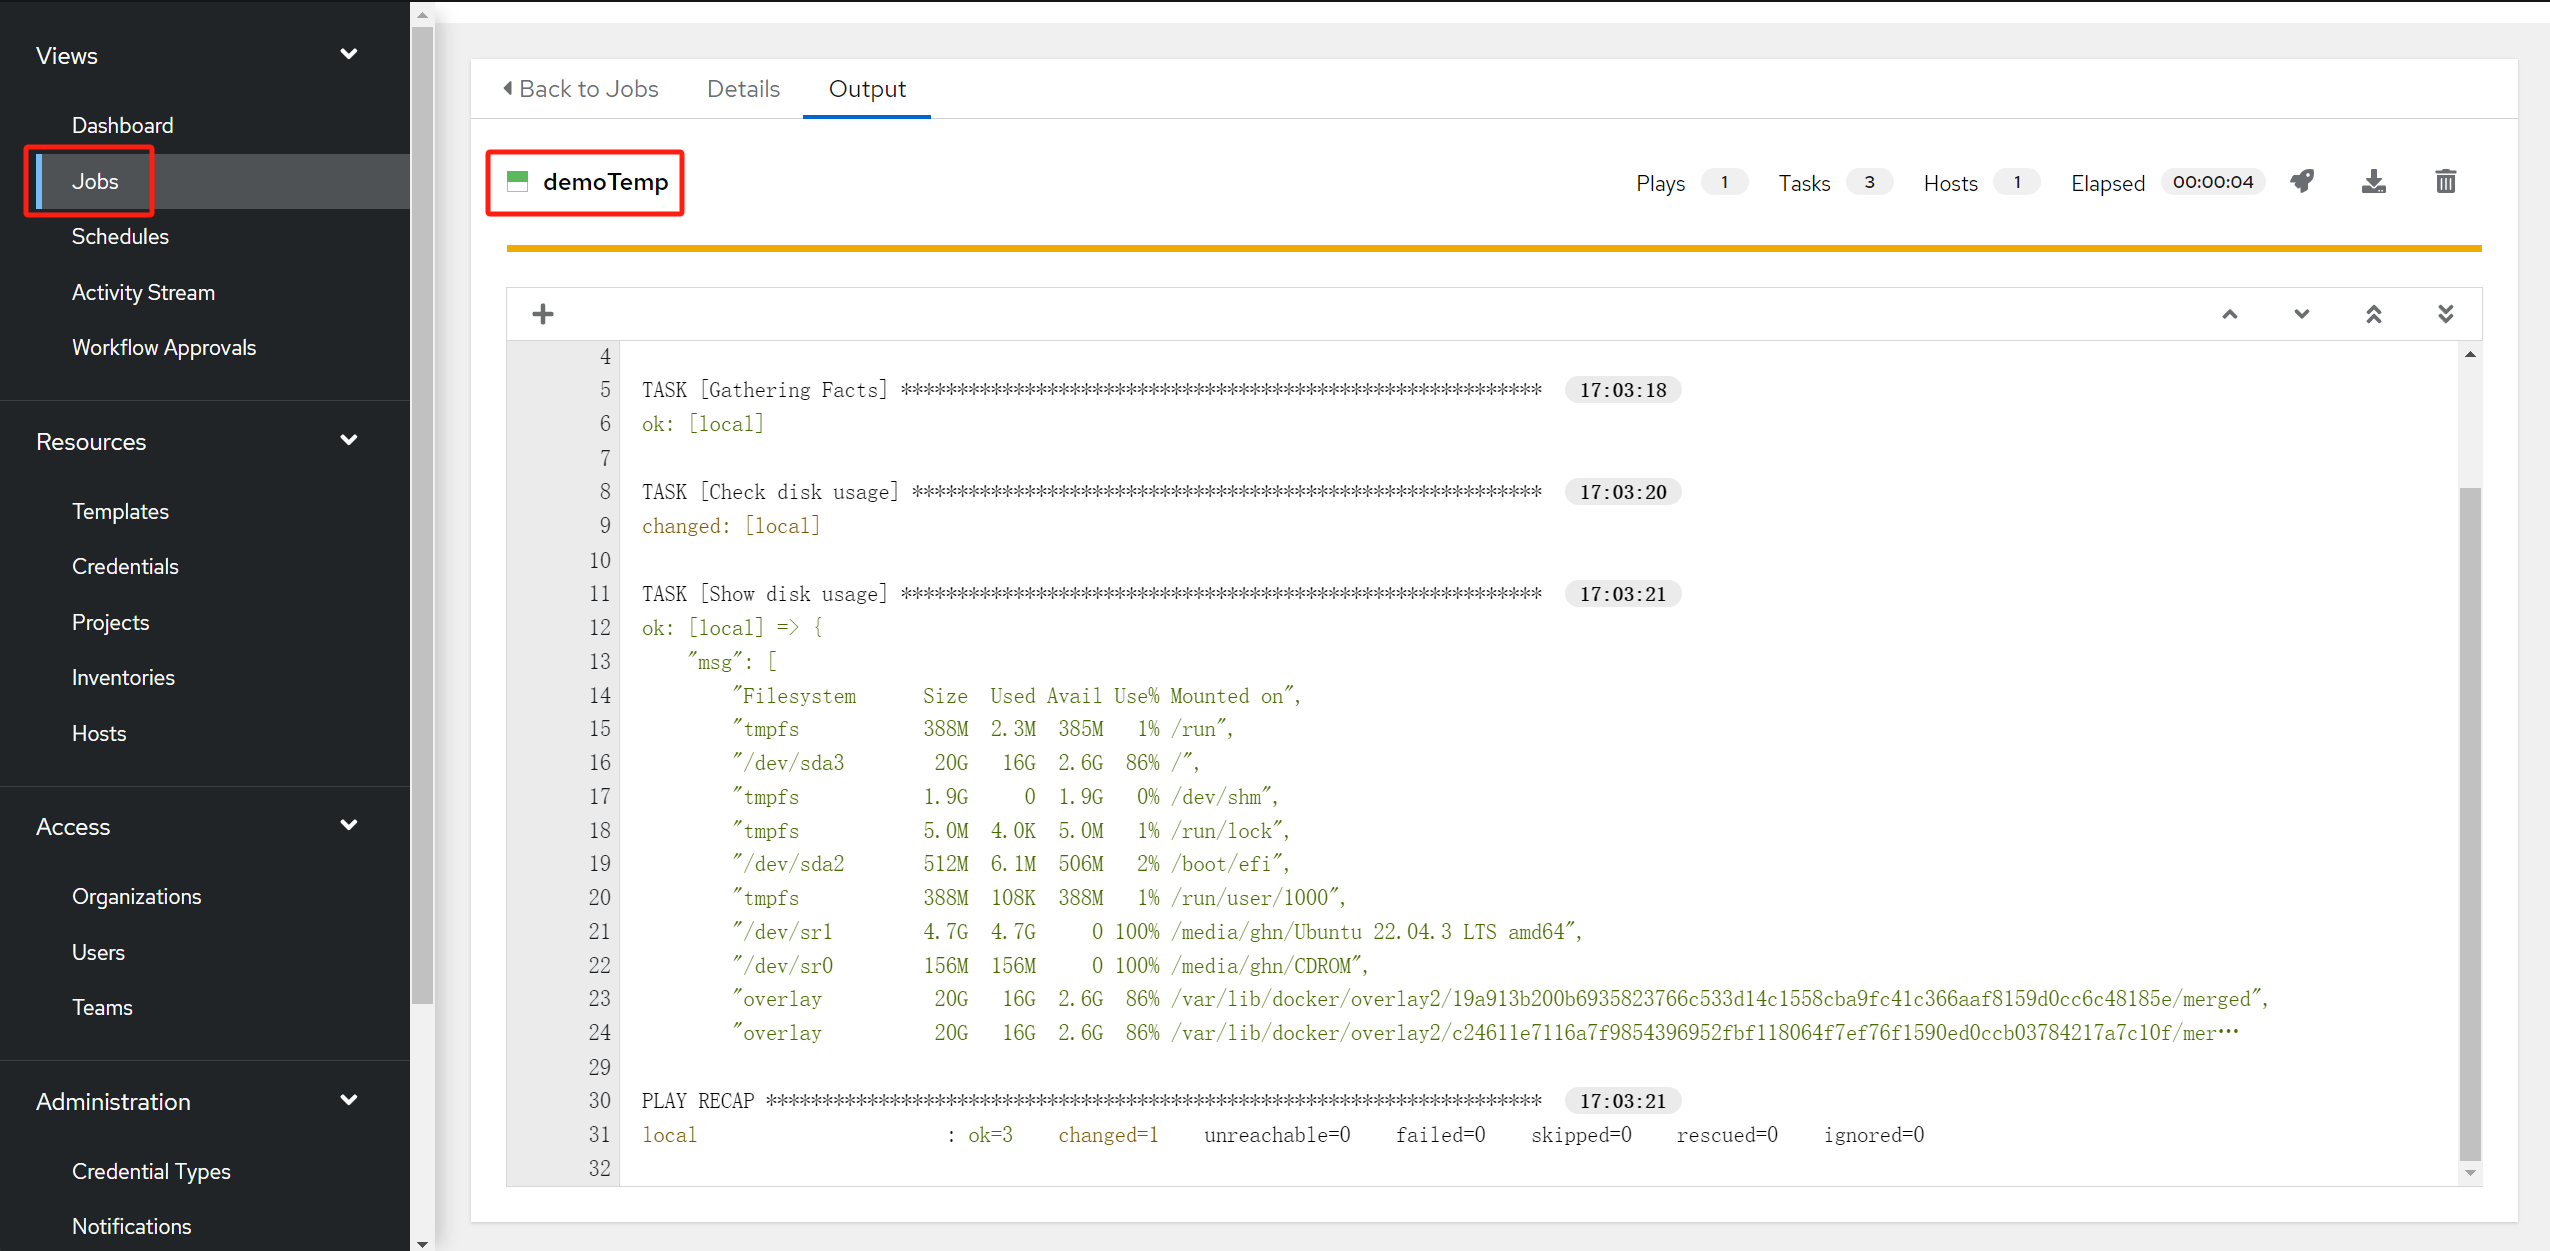 Views
Dashboard
Jobs
Schedules
Activity Stream
Workflow Approvals
Resources
Templates
Credentials
Projects
Inventories
Hosts
Access
Organizations
Users
Teams
Administration
Credential Types
Notifications
Back to Jobs Details Output
demoTemp Plays 1 Tasks 3 Hosts 1 Elapsed 00:00:04
4
5 TASK [Gathering Facts] ********************************************************* 17:03:18
6 ok: [local]
7
8 TASK [Check disk usage] ******************************************************** 17:03:20
9 changed: [local]
10
11 TASK [Show disk usage] ********************************************************* 17:03:21
12 ok: [local] => {
13     "msg": [
14         "Filesystem      Size  Used Avail Use% Mounted on",
15         "tmpfs           388M  2.3M  385M   1% /run",
16         "/dev/sda3        20G   16G  2.6G  86% /",
17         "tmpfs           1.9G     0  1.9G   0% /dev/shm",
18         "tmpfs           5.0M  4.0K  5.0M   1% /run/lock",
19         "/dev/sda2       512M  6.1M  506M   2% /boot/efi",
20         "tmpfs           388M  108K  388M   1% /run/user/1000",
21         "/dev/sr1        4.7G  4.7G     0 100% /media/ghn/Ubuntu 22.04.3 LTS amd64",
22         "/dev/sr0        156M  156M     0 100% /media/ghn/CDROM",
23         "overlay          20G   16G  2.6G  86% /var/lib/docker/overlay2/19a913b200b6935823766c533d14c1558cba9fc41c366aaf8159d0cc6c48185e/merged",
24         "overlay          20G   16G  2.6G  86% /var/lib/docker/overlay2/c24611e7116a7f9854396952fbf118064f7ef76f1590ed0ccb03784217a7c10f/mer…
29
30 PLAY RECAP ********************************************************************* 17:03:21
31 local                      : ok=3    changed=1    unreachable=0    failed=0    skipped=0    rescued=0    ignored=0
32